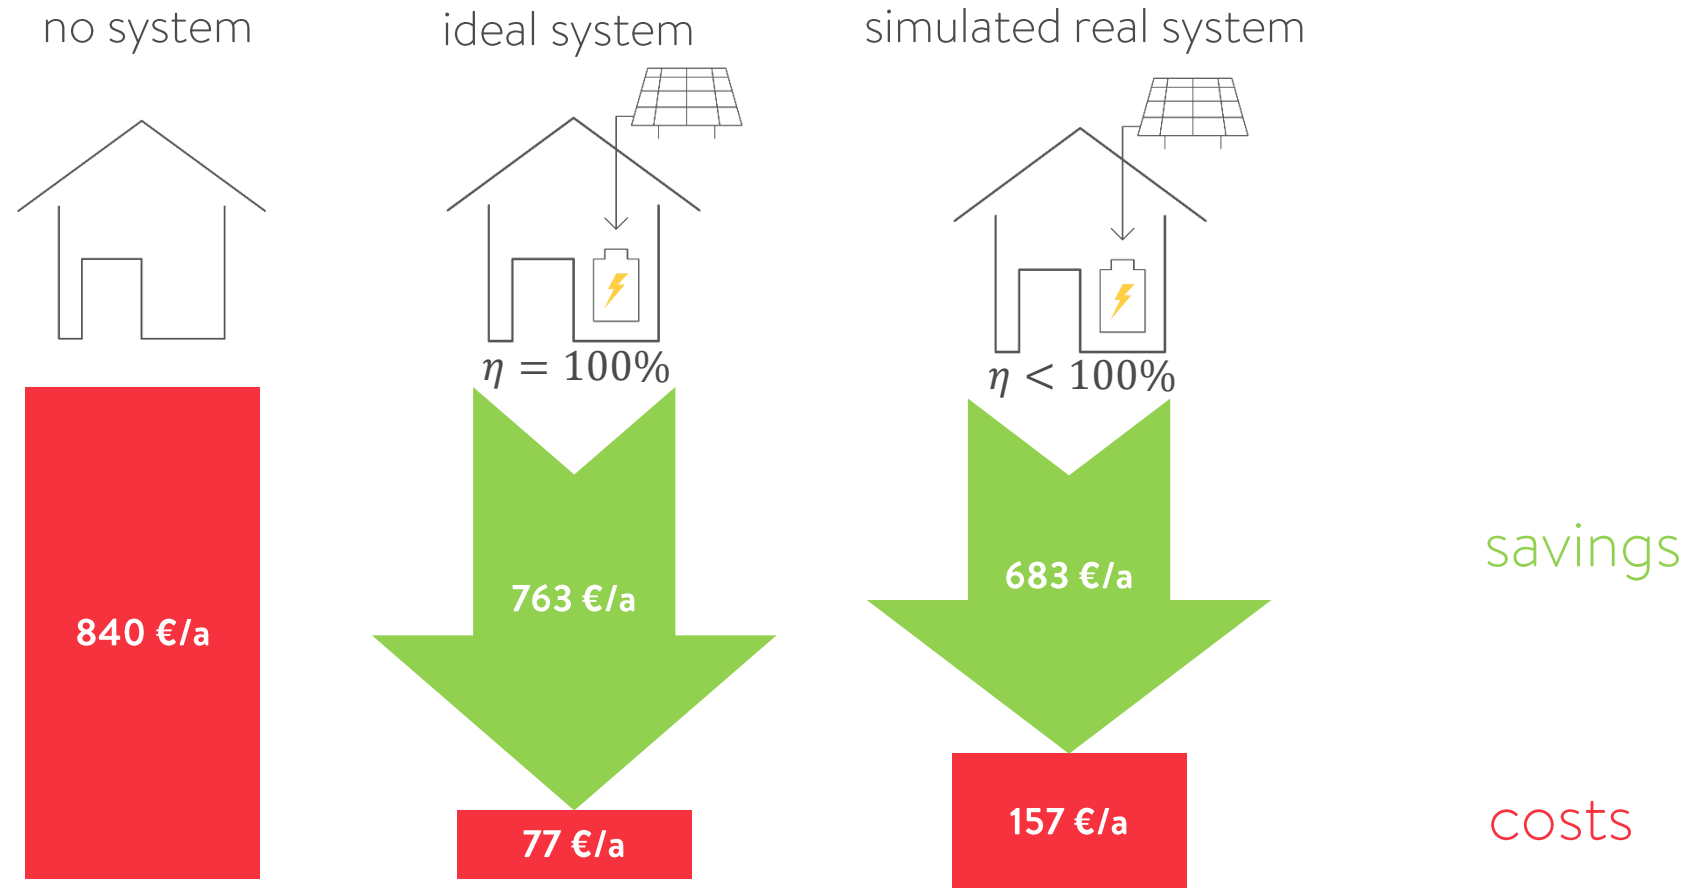 no system
ideal system
simulated real system
η = 100%
η < 100%
840 €/a
763 €/a
683 €/a
savings
77 €/a
157 €/a
costs